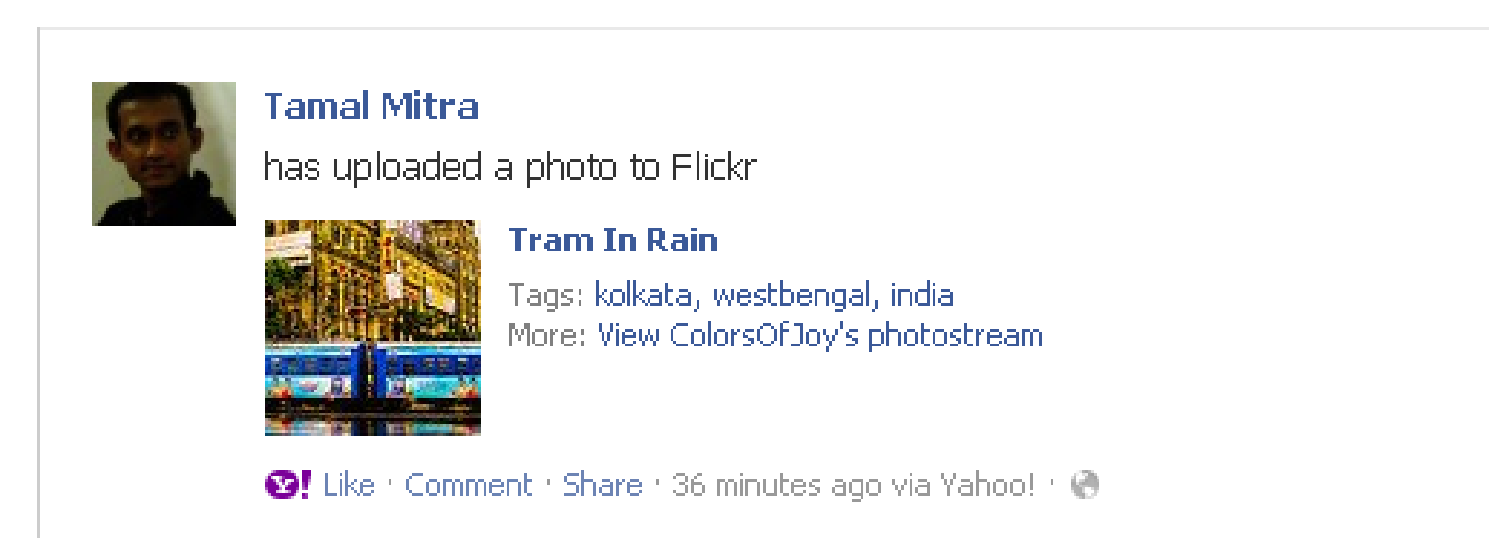 Tamal Mitra
has uploaded a photo to Flickr
Tram In Rain
Tags: kolkata, westbengal, india
More: View ColorsOfJoy's photostream
Y! Like · Comment · Share · 36 minutes ago via Yahoo! ·